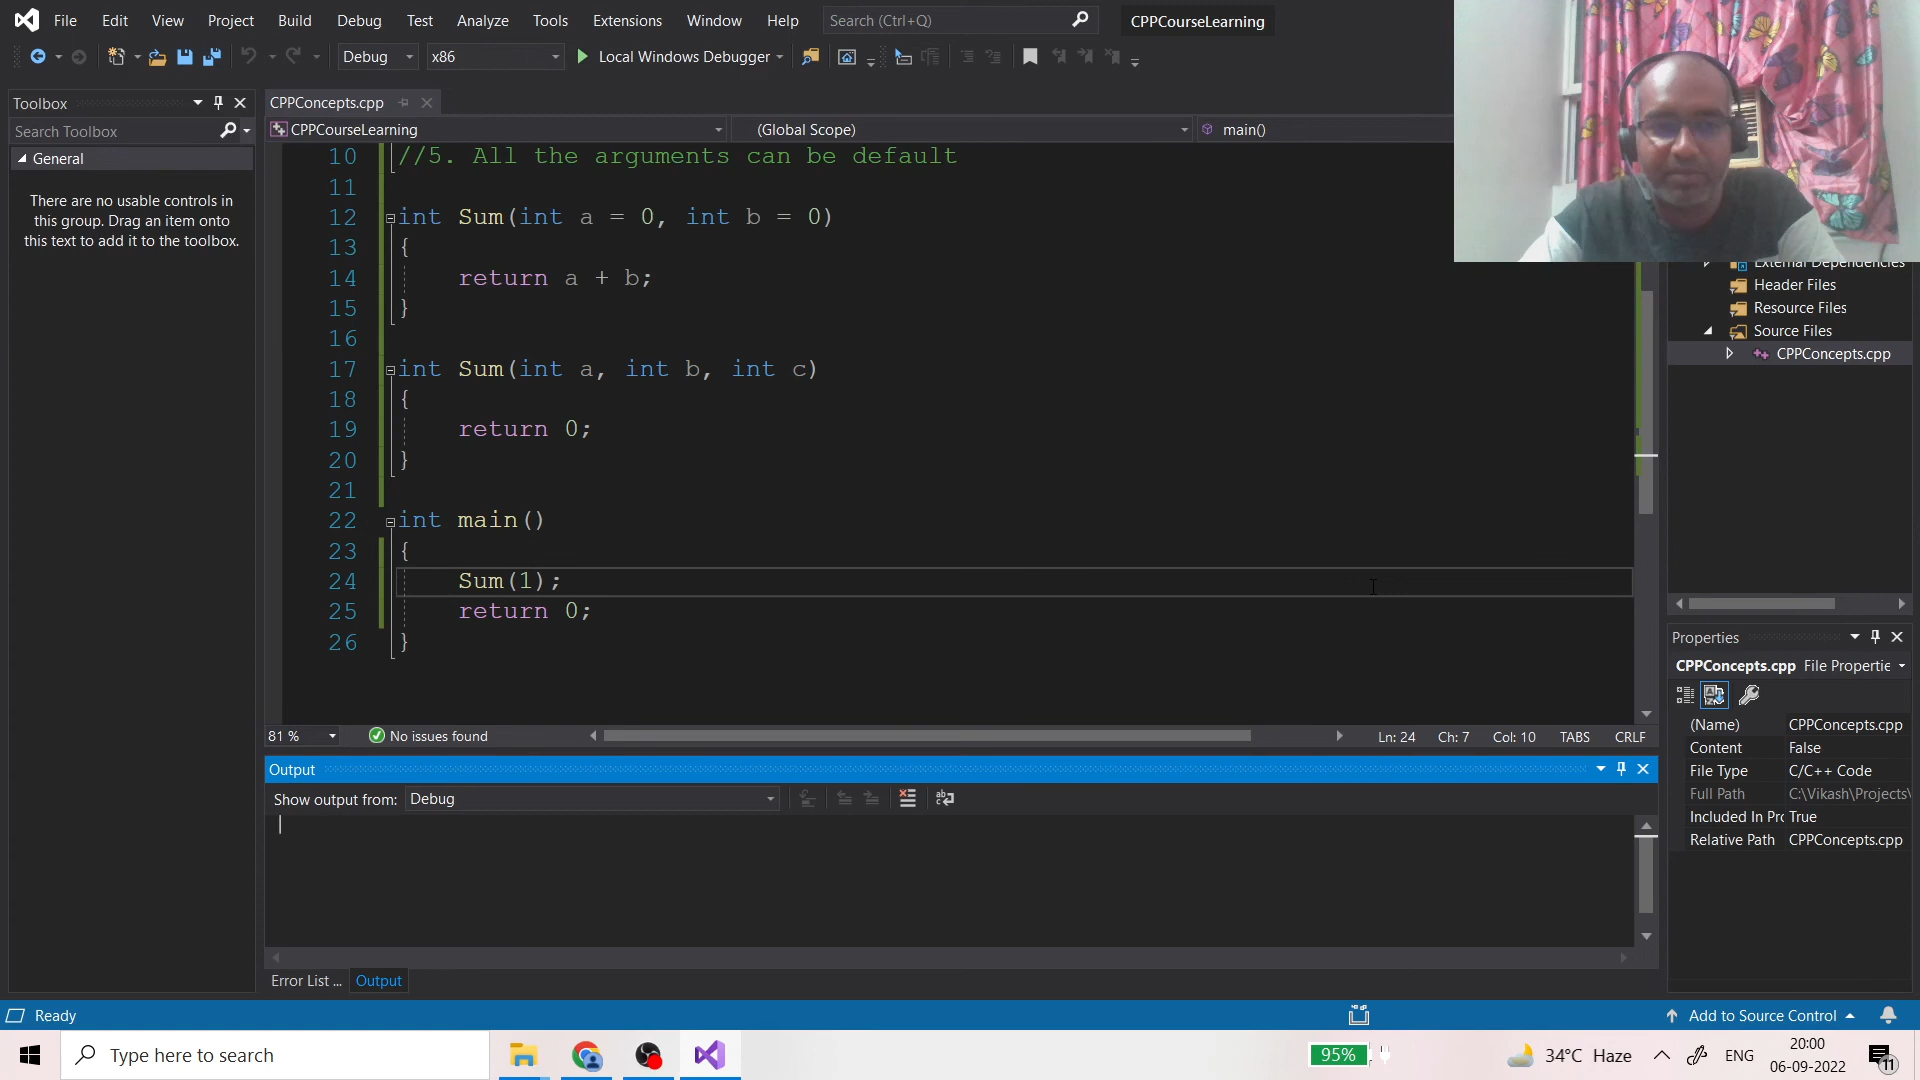 File Edit View Project Build Debug Test Analyze Tools Extensions Window Help Search (Ctrl+Q) CPPCourseLearning
Debug x86 Local Windows Debugger
Toolbox
Search Toolbox
General
There are no usable controls in
this group. Drag an item onto
this text to add it to the toolbox.
CPPConcepts.cpp
CPPCourseLearning (Global Scope) main()
10 //5. All the arguments can be default
11
12 int Sum(int a = 0, int b = 0)
13 {
14 return a + b;
15 }
16
17 int Sum(int a, int b, int c)
18 {
19 return 0;
20 }
21
22 int main()
23 {
24 Sum(1);
25 return 0;
26 }
81 % No issues found Ln: 24 Ch: 7 Col: 10 TABS CRLF
Output
Show output from: Debug
Error List ... Output
External Dependencies
Header Files
Resource Files
Source Files
CPPConcepts.cpp
Properties
CPPConcepts.cpp File Propertie
(Name) CPPConcepts.cpp
Content False
File Type C/C++ Code
Full Path C:\Vikash\Projects\
Included In Pro True
Relative Path CPPConcepts.cpp
Ready Add to Source Control
Type here to search 95% 34°C Haze ENG 20:00
06-09-2022 11